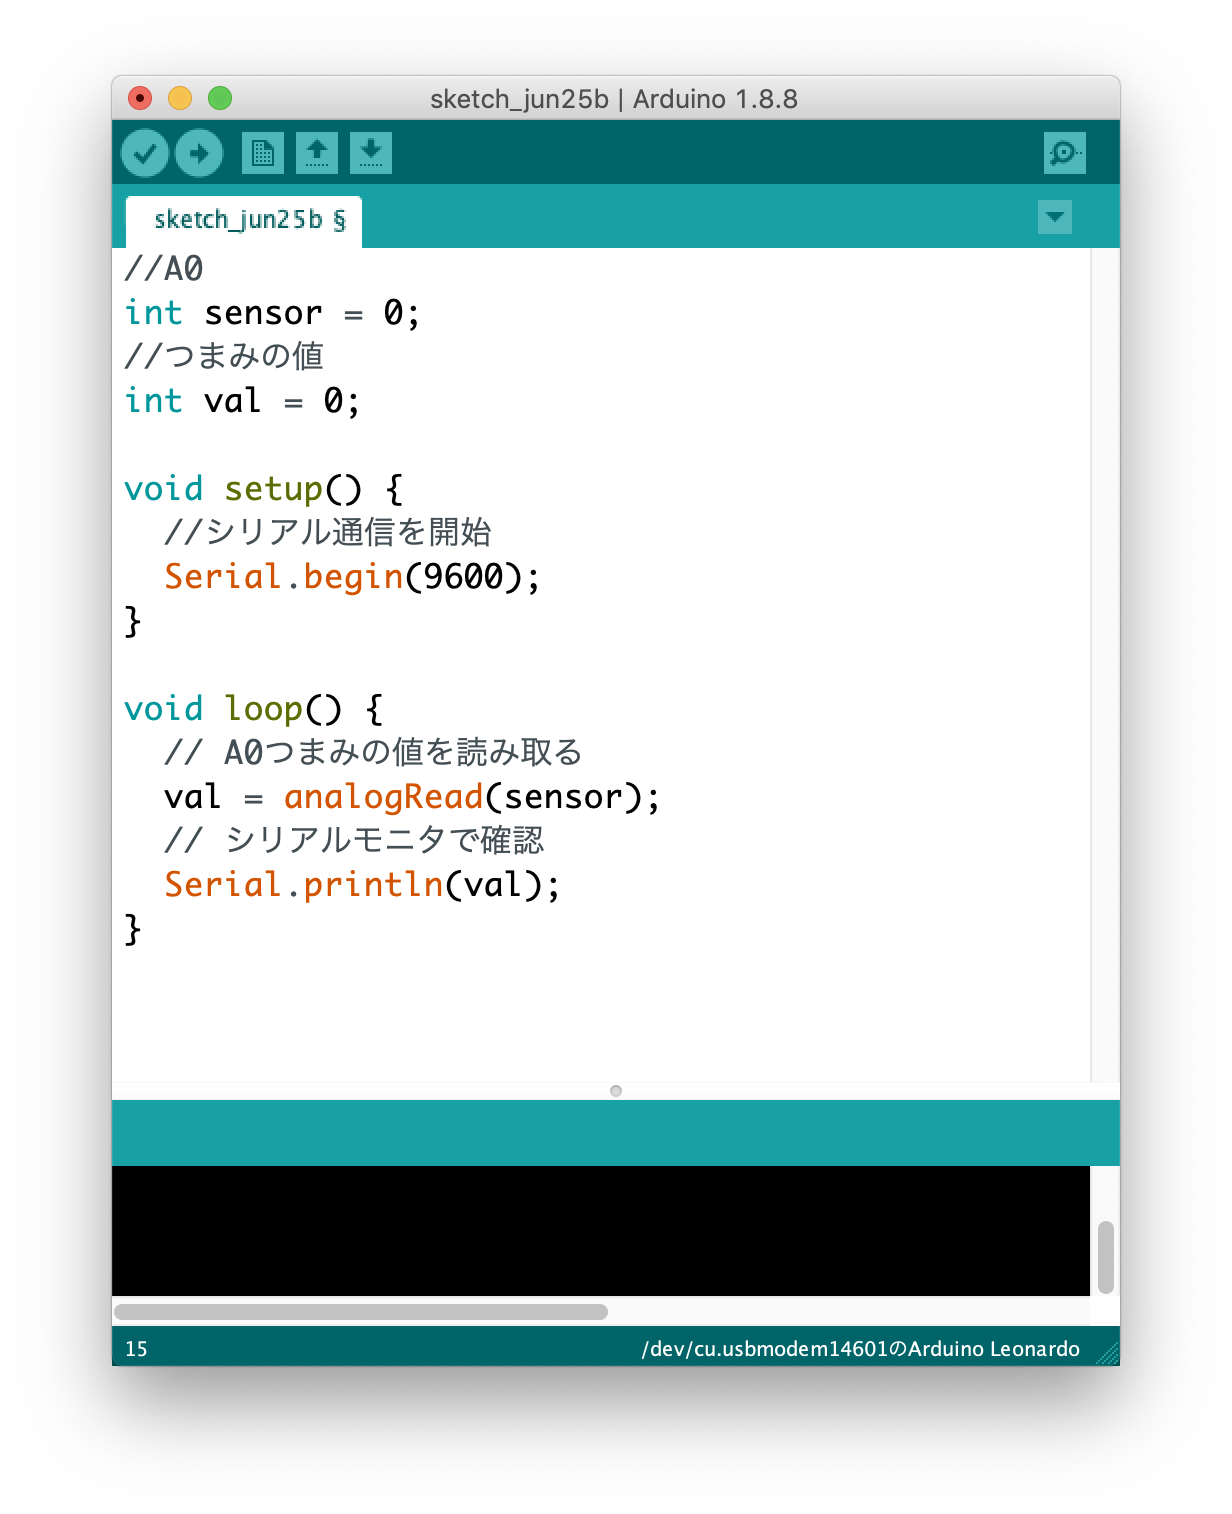 sketch_jun25b | Arduino 1.8.8
sketch_jun25b §
//A0
int sensor = 0;
//つまみの値
int val = 0;
void setup() {
//シリアル通信を開始
Serial.begin(9600);
}
void loop() {
// A0つまみの値を読み取る
val = analogRead(sensor);
// シリアルモニタで確認
Serial.println(val);
}
15
/dev/cu.usbmodem14601のArduino Leonardo